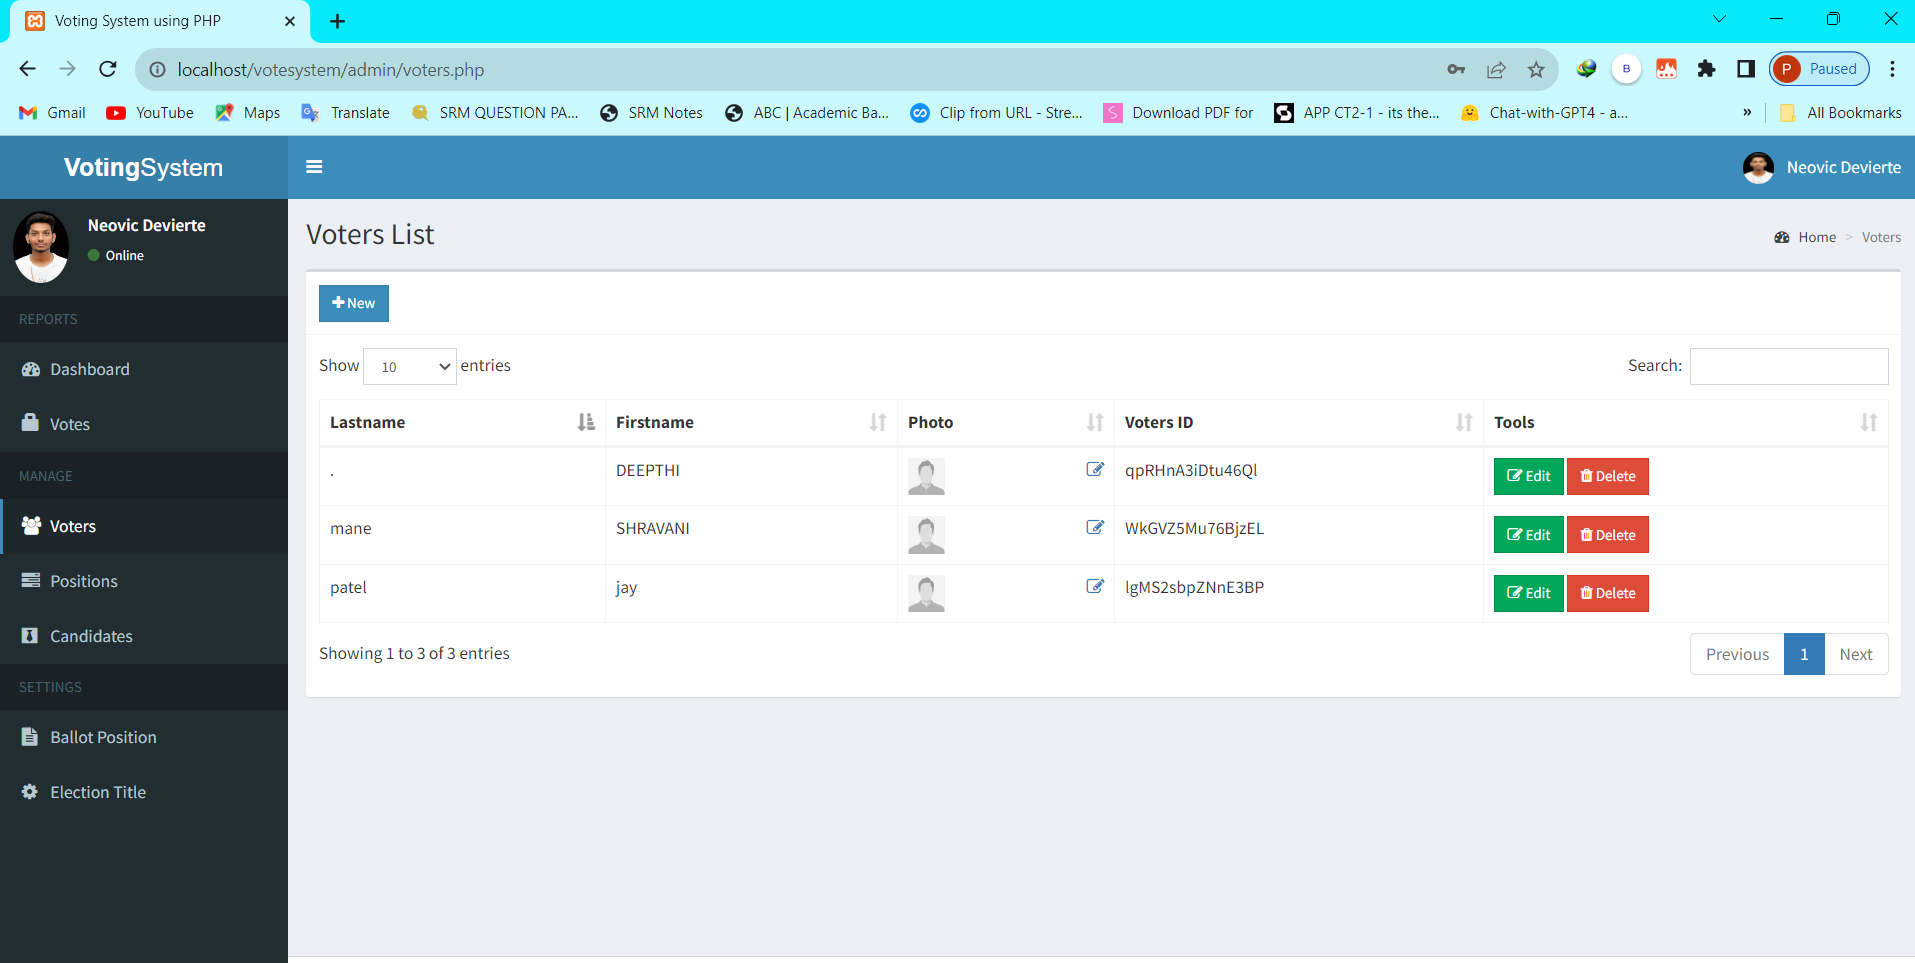 Voting System using PHP
localhost/votesystem/admin/voters.php
B
P Paused
Gmail YouTube Maps Translate SRM QUESTION PA... SRM Notes ABC | Academic Ba... Clip from URL - Stre... S Download PDF for APP CT2-1 - its the... Chat-with-GPT4 - a... » All Bookmarks
VotingSystem
Neovic Devierte
Neovic Devierte
Online
REPORTS
Dashboard
Votes
MANAGE
Voters
Positions
Candidates
SETTINGS
Ballot Position
Election Title
Voters List
Home > Voters
New
Show 10 entries
Search:
Lastname Firstname Photo Voters ID Tools
. DEEPTHI qpRHnA3iDtu46Ql Edit Delete
mane SHRAVANI WkGVZ5Mu76BjzEL Edit Delete
patel jay lgMS2sbpZNnE3BP Edit Delete
Showing 1 to 3 of 3 entries
Previous 1 Next